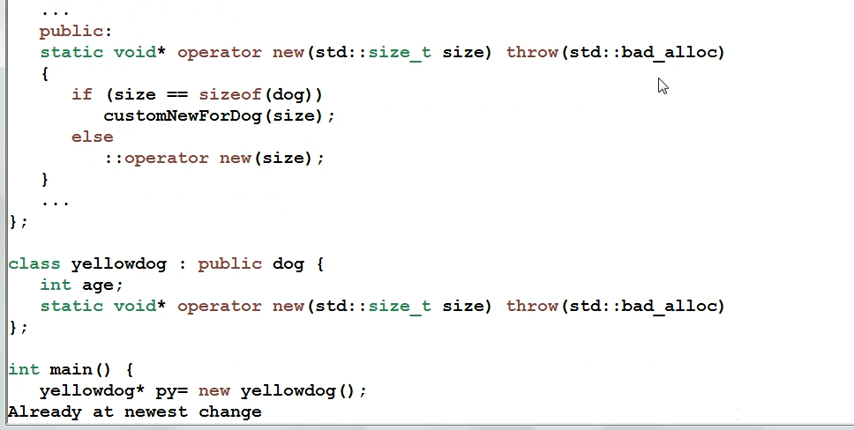 ...
public:
static void* operator new(std::size_t size) throw(std::bad_alloc)
{
if (size == sizeof(dog))
customNewForDog(size);
else
::operator new(size);
}
...
};
class yellowdog : public dog {
int age;
static void* operator new(std::size_t size) throw(std::bad_alloc)
};
int main() {
yellowdog* py= new yellowdog();
Already at newest change